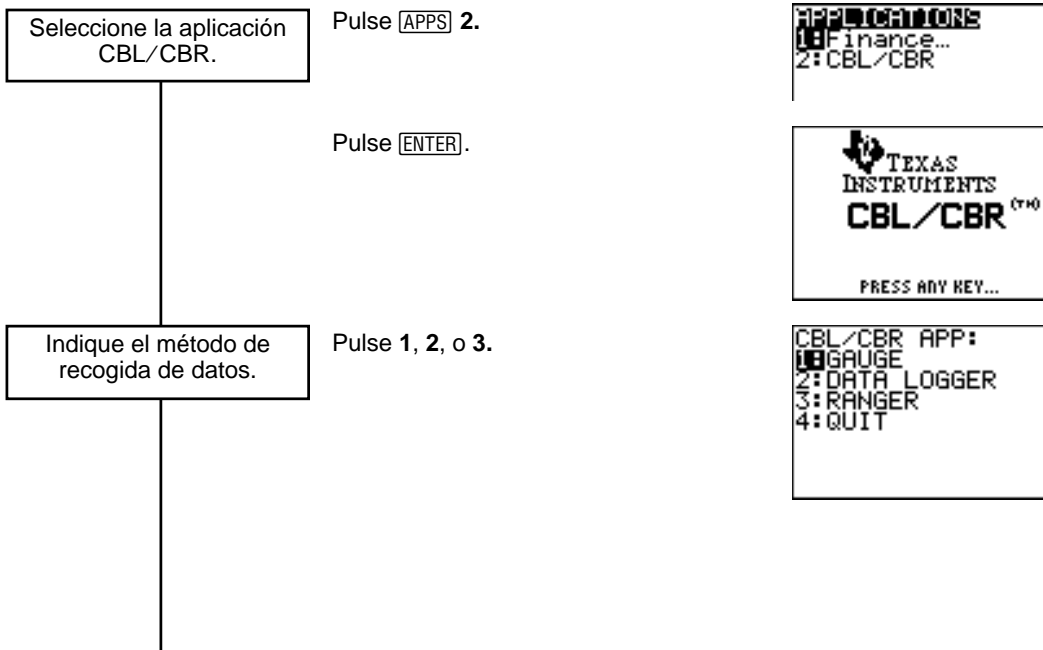 Seleccione la aplicación
CBL/CBR.
Pulse [APPS] 2.
APPLICATIONS
1:Finance…
2:CBL/CBR
Pulse [ENTER].
TEXAS
INSTRUMENTS
CBL/CBR (TM)
PRESS ANY KEY...
Indique el método de
recogida de datos.
Pulse 1, 2, o 3.
CBL/CBR APP:
1:GAUGE
2:DATA LOGGER
3:RANGER
4:QUIT